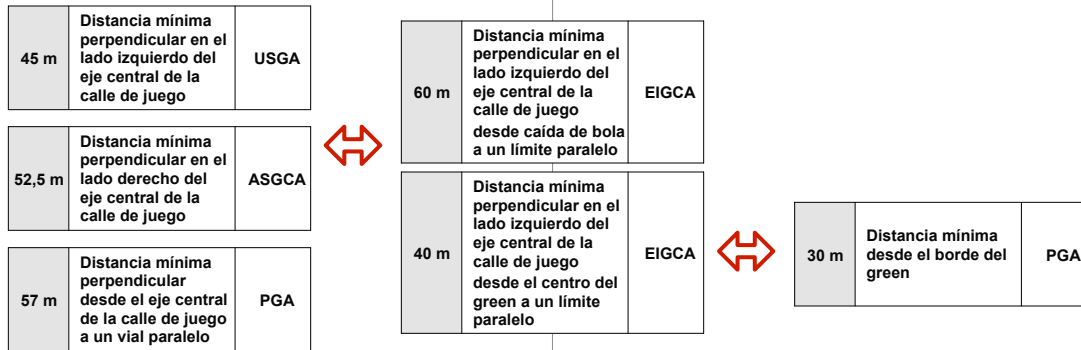 45 m
Distancia mínima
perpendicular en el
lado izquierdo del
eje central de la
calle de juego
USGA
52,5 m
Distancia mínima
perpendicular en el
lado derecho del
eje central de la
calle de juego
ASGCA
57 m
Distancia mínima
perpendicular
desde el eje central
de la calle de juego
a un vial paralelo
PGA
60 m
Distancia mínima
perpendicular en el
lado izquierdo del
eje central de la
calle de juego
desde caída de bola
a un límite paralelo
EIGCA
40 m
Distancia mínima
perpendicular en el
lado izquierdo del
eje central de la
calle de juego
desde el centro del
green a un límite
paralelo
EIGCA
30 m
Distancia mínima
desde el borde del
green
PGA